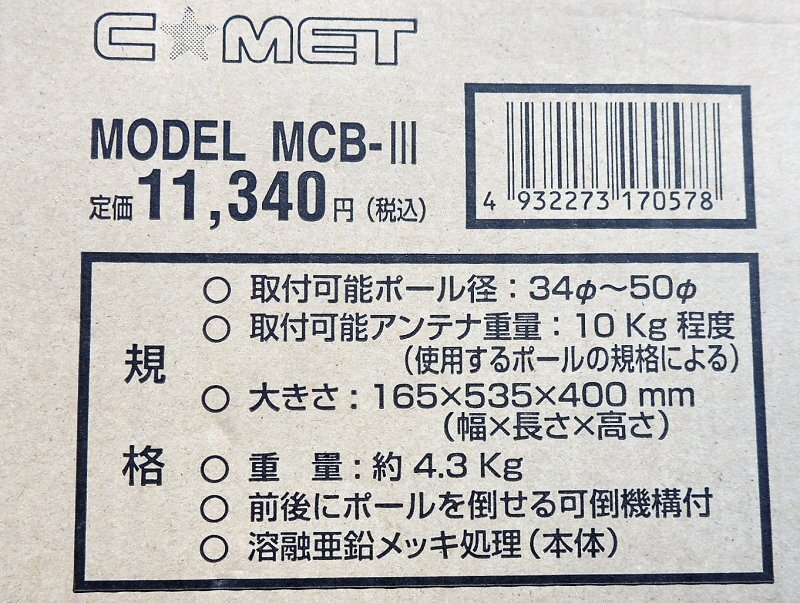 C★MET
MODEL MCB-III
定価11,340円(税込)
4 932273 170578
規格
○ 取付可能ポール径:34φ〜50φ
○ 取付可能アンテナ重量:10 Kg 程度
(使用するポールの規格による)
○ 大きさ:165×535×400 mm
(幅×長さ×高さ)
○ 重 量:約 4.3 Kg
○ 前後にポールを倒せる可倒機構付
○ 溶融亜鉛メッキ処理(本体)